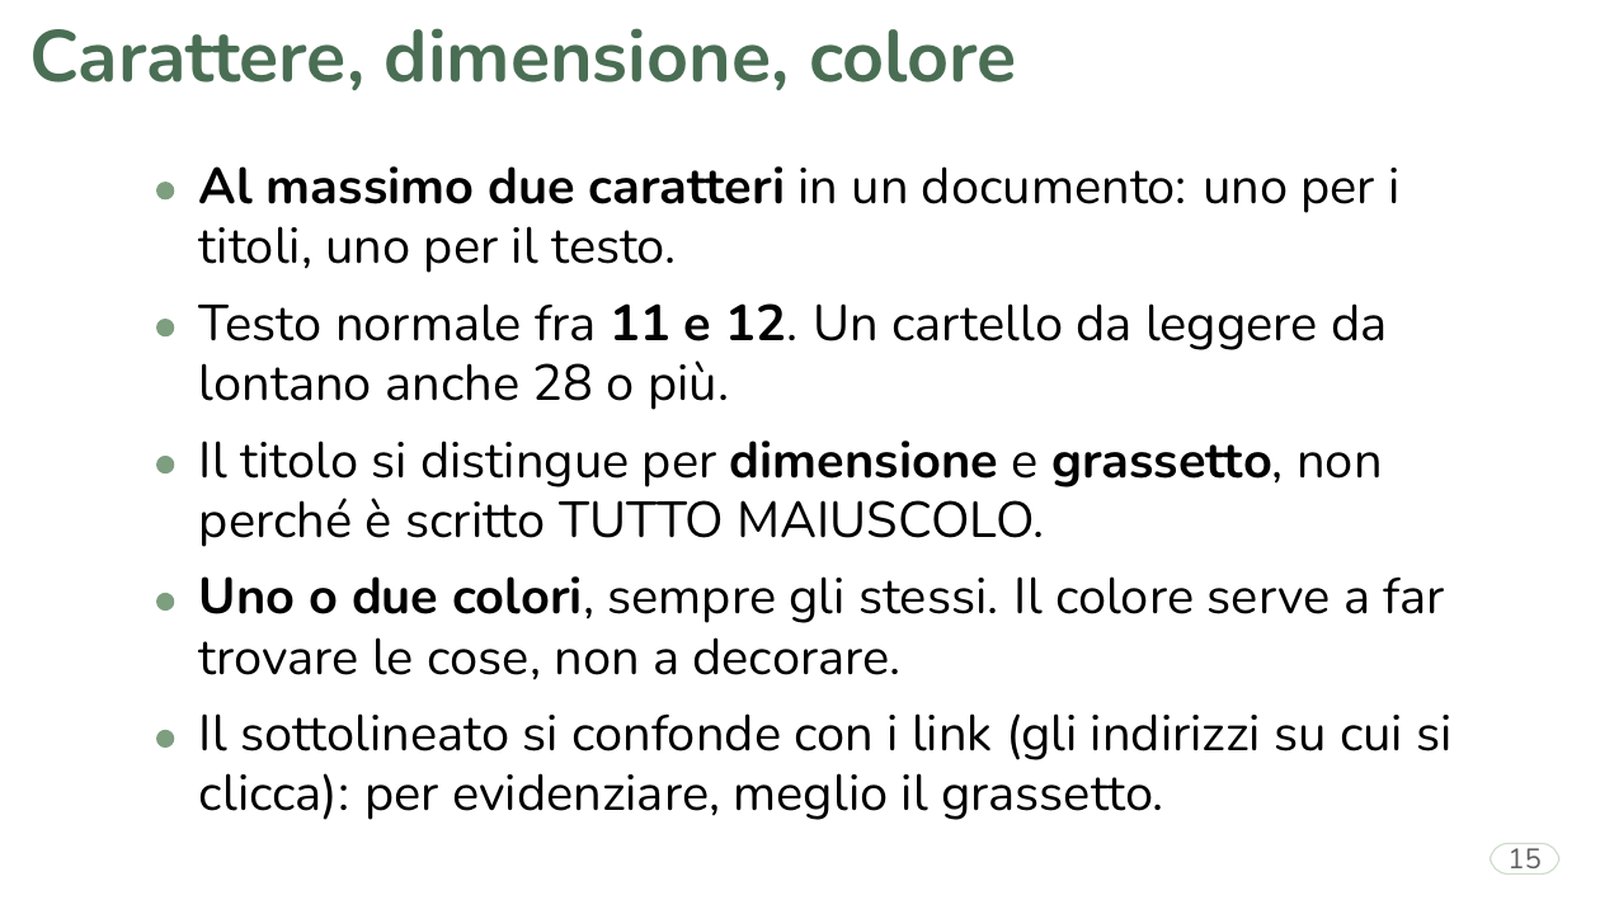 Carattere, dimensione, colore
Al massimo due caratteri in un documento: uno per i
titoli, uno per il testo.
Testo normale fra 11 e 12. Un cartello da leggere da
lontano anche 28 o più.
Il titolo si distingue per dimensione e grassetto, non
perché è scritto TUTTO MAIUSCOLO.
Uno o due colori, sempre gli stessi. Il colore serve a far
trovare le cose, non a decorare.
Il sottolineato si confonde con i link (gli indirizzi su cui si
clicca): per evidenziare, meglio il grassetto.
15